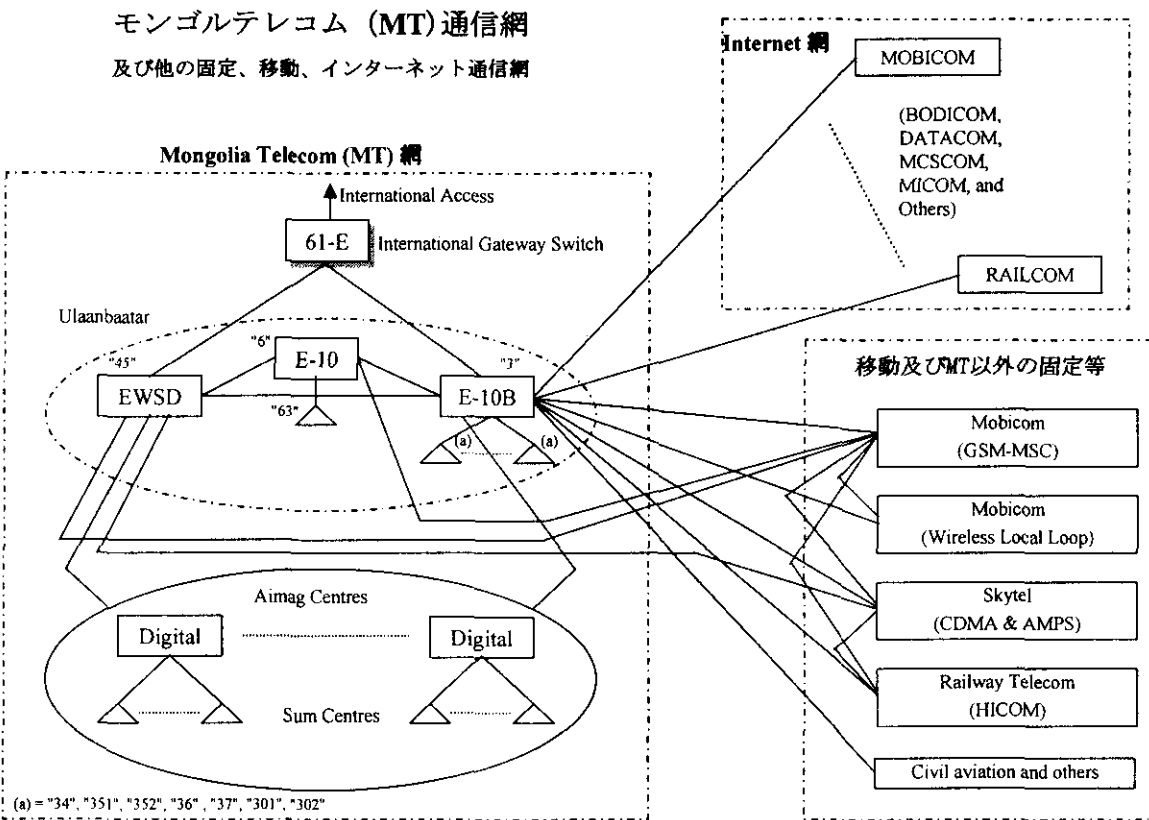 モンゴルテレコム (MT)通信網
及び他の固定、移動、インターネット通信網
Internet 網
MOBICOM
(BODICOM,
DATACOM,
MCSCOM,
MICOM, and
Others)
RAILCOM
Mongolia Telecom (MT) 網
International Access
61-E
International Gateway Switch
Ulaanbaatar
"45"
EWSD
"6"
E-10
"63"
"3"
E-10B
(a)
(a)
Aimag Centres
Digital
Digital
Sum Centres
(a) = "34", "351", "352", "36" , "37", "301", "302"
移動及びMT以外の固定等
Mobicom
(GSM-MSC)
Mobicom
(Wireless Local Loop)
Skytel
(CDMA & AMPS)
Railway Telecom
(HICOM)
Civil aviation and others